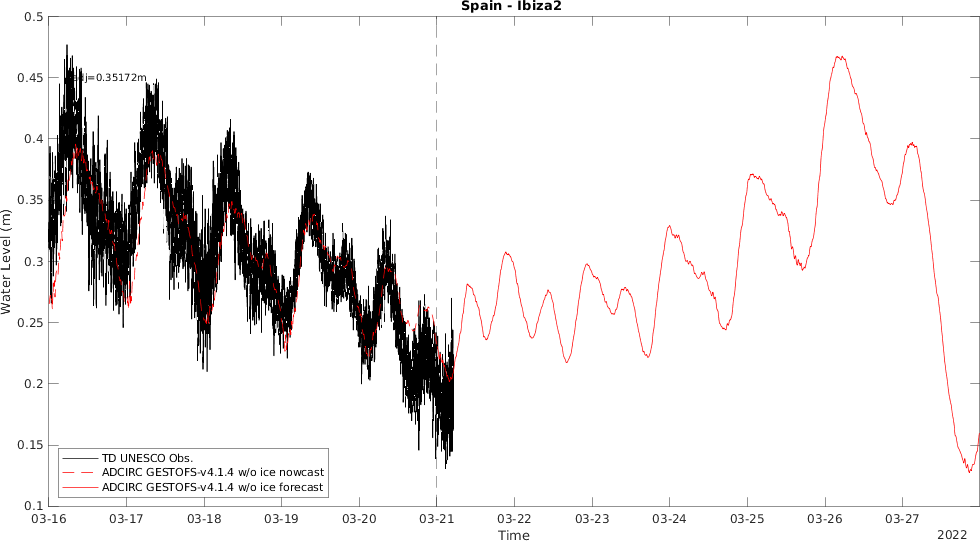 Spain - Ibiza2
0.5
0.45
0.4
0.35
0.3
0.25
0.2
0.15
0.1
Water Level (m)
j=0.35172m
TD UNESCO Obs.
ADCIRC GESTOFS-v4.1.4 w/o ice nowcast
ADCIRC GESTOFS-v4.1.4 w/o ice forecast
03-16 03-17 03-18 03-19 03-20 03-21 03-22 03-23 03-24 03-25 03-26 03-27
Time
2022